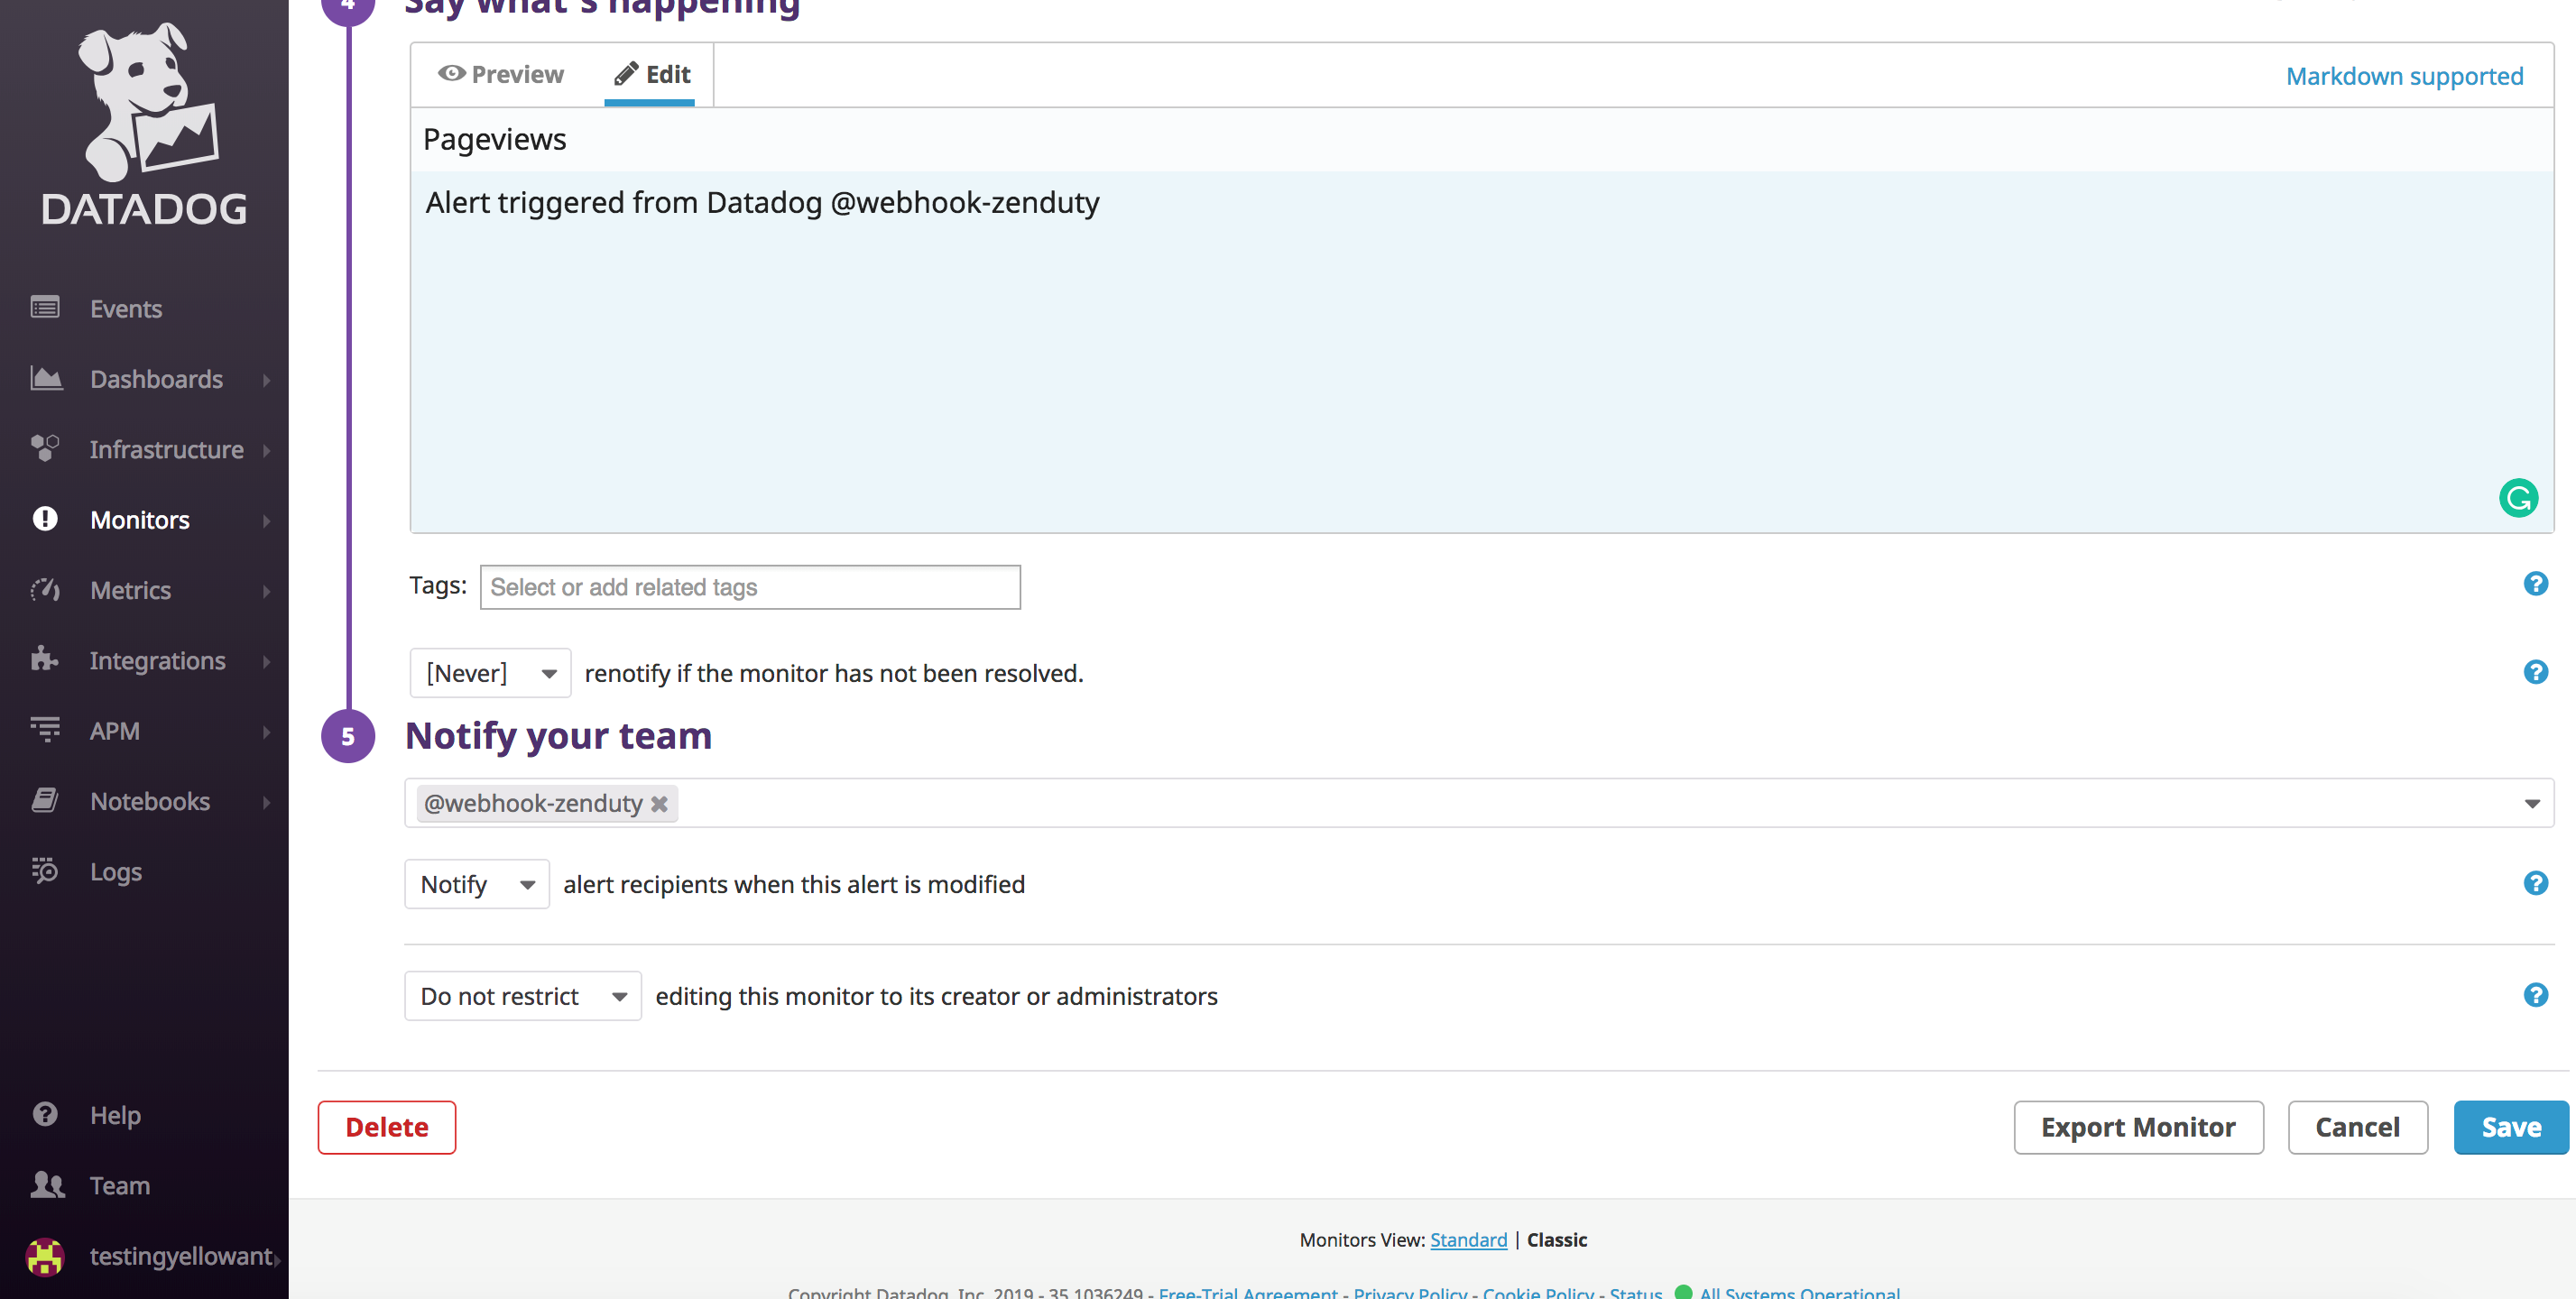 4 Say what's happening
Preview Edit
Markdown supported
Pageviews
Alert triggered from Datadog @webhook-zenduty
Tags: Select or add related tags
[Never] renotify if the monitor has not been resolved.
5 Notify your team
@webhook-zenduty
Notify alert recipients when this alert is modified
Do not restrict editing this monitor to its creator or administrators
Delete
Export Monitor Cancel Save
Monitors View: Standard | Classic
Copyright Datadog, Inc. 2019 - 35.1036249 - Free-Trial Agreement - Privacy Policy - Cookie Policy - Status All Systems Operational
DATADOG
Events
Dashboards
Infrastructure
Monitors
Metrics
Integrations
APM
Notebooks
Logs
Help
Team
testingyellowant